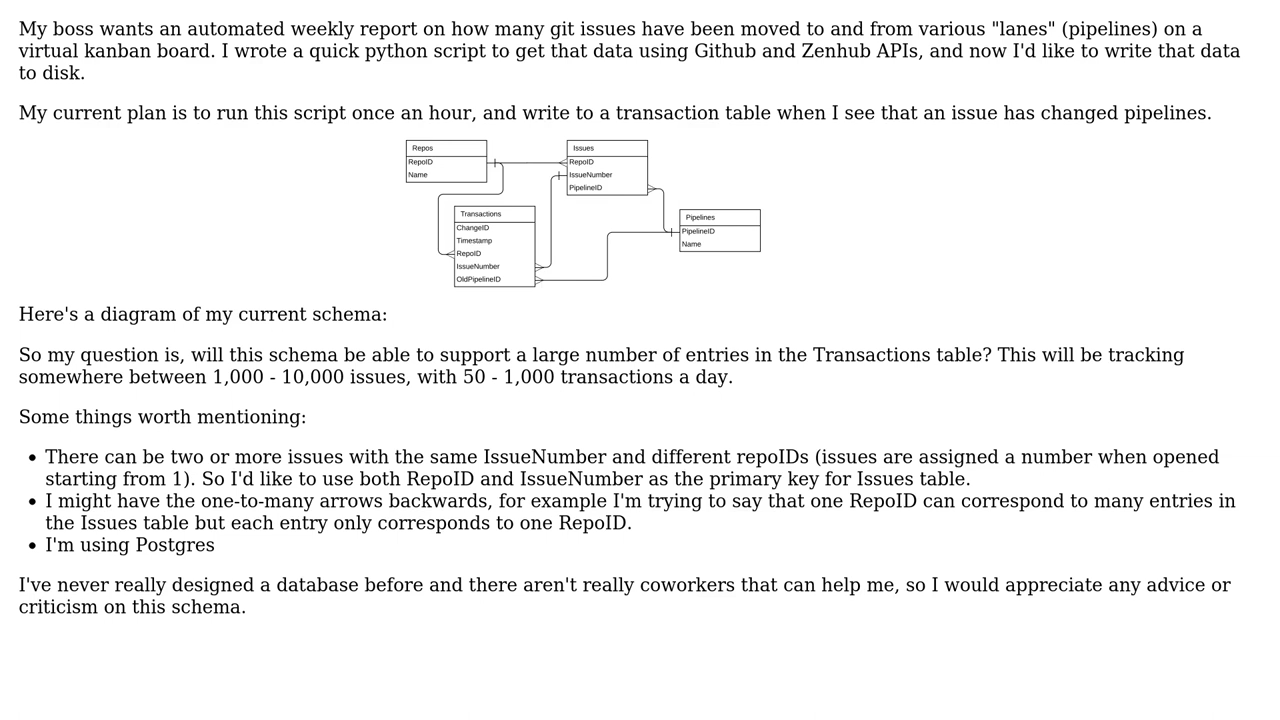 My boss wants an automated weekly report on how many git issues have been moved to and from various "lanes" (pipelines) on a
virtual kanban board. I wrote a quick python script to get that data using Github and Zenhub APIs, and now I'd like to write that data
to disk.
My current plan is to run this script once an hour, and write to a transaction table when I see that an issue has changed pipelines.
Repos
RepoID
Name
Issues
RepoID
IssueNumber
PipelineID
Transactions
ChangeID
Timestamp
RepoID
IssueNumber
OldPipelineID
Pipelines
PipelineID
Name
Here's a diagram of my current schema:
So my question is, will this schema be able to support a large number of entries in the Transactions table? This will be tracking
somewhere between 1,000 - 10,000 issues, with 50 - 1,000 transactions a day.
Some things worth mentioning:
• There can be two or more issues with the same IssueNumber and different repoIDs (issues are assigned a number when opened
starting from 1). So I'd like to use both RepoID and IssueNumber as the primary key for Issues table.
• I might have the one-to-many arrows backwards, for example I'm trying to say that one RepoID can correspond to many entries in
the Issues table but each entry only corresponds to one RepoID.
• I'm using Postgres
I've never really designed a database before and there aren't really coworkers that can help me, so I would appreciate any advice or
criticism on this schema.